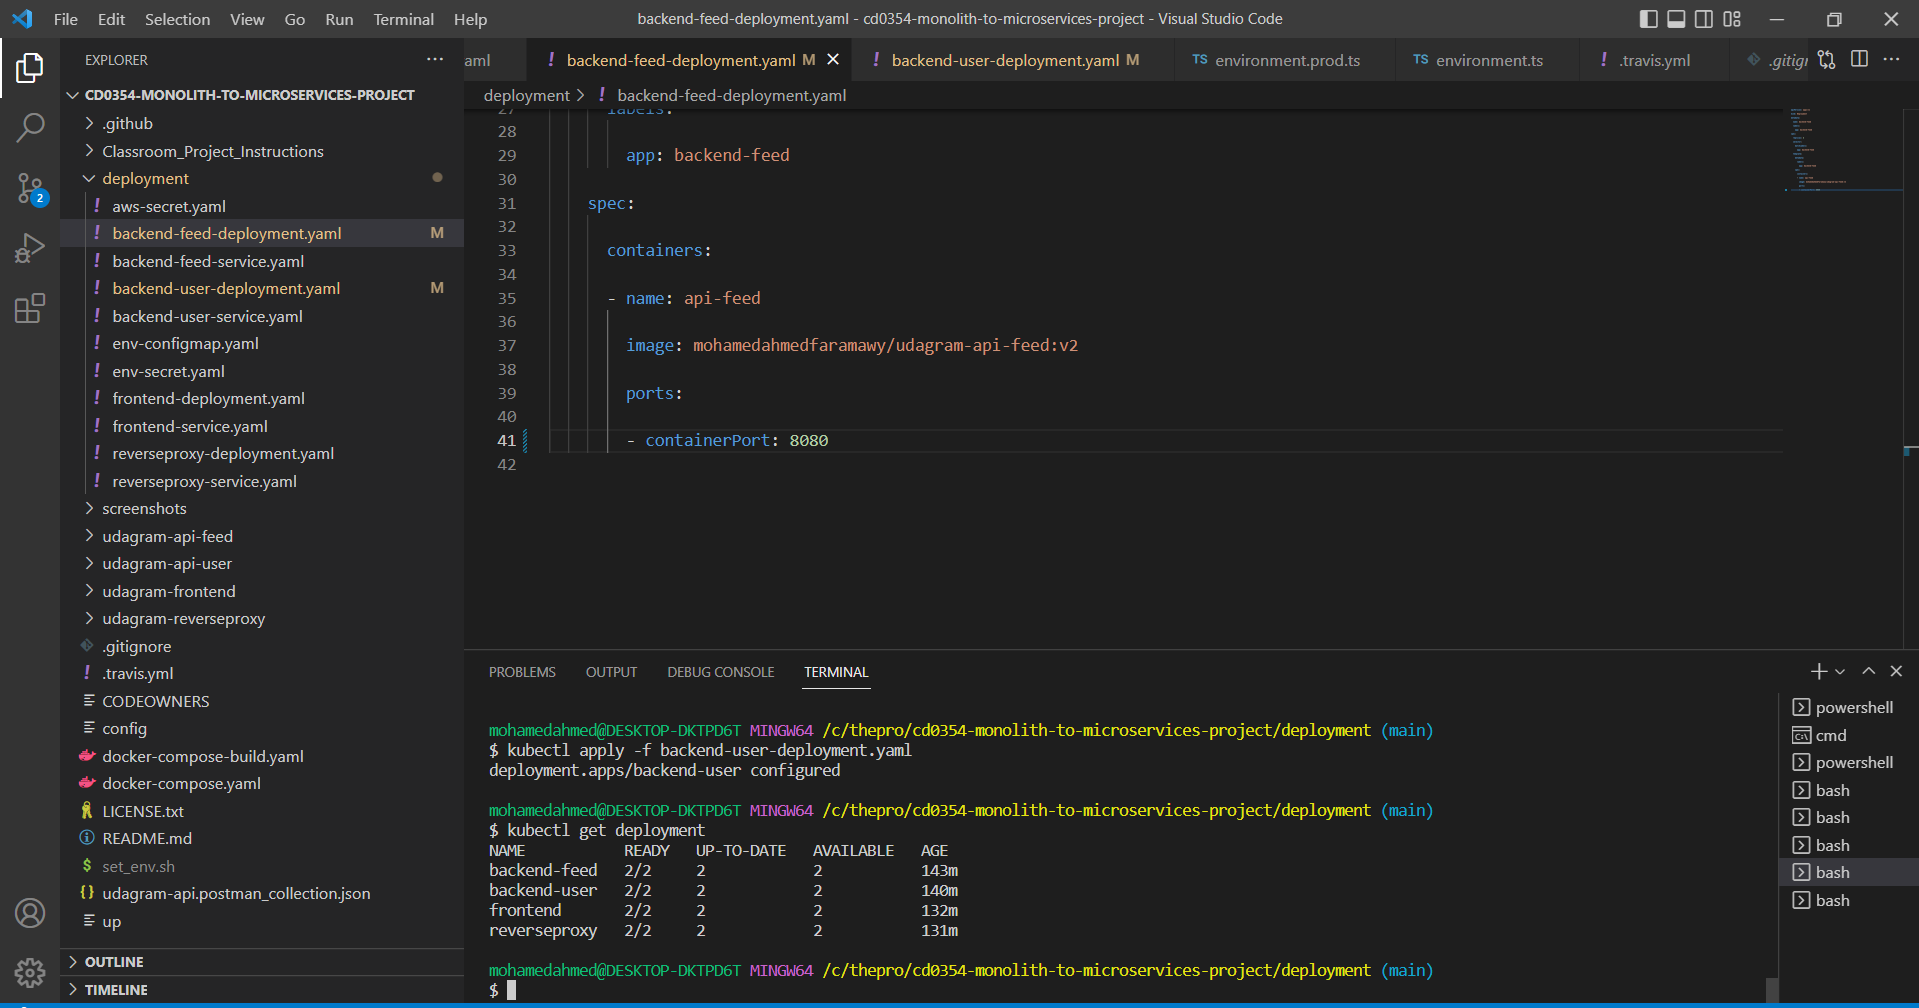 File Edit Selection View Go Run Terminal Help
backend-feed-deployment.yaml - cd0354-monolith-to-microservices-project - Visual Studio Code
EXPLORER
CD0354-MONOLITH-TO-MICROSERVICES-PROJECT
.github
Classroom_Project_Instructions
deployment
aws-secret.yaml
backend-feed-deployment.yaml M
backend-feed-service.yaml
backend-user-deployment.yaml M
backend-user-service.yaml
env-configmap.yaml
env-secret.yaml
frontend-deployment.yaml
frontend-service.yaml
reverseproxy-deployment.yaml
reverseproxy-service.yaml
screenshots
udagram-api-feed
udagram-api-user
udagram-frontend
udagram-reverseproxy
.gitignore
.travis.yml
CODEOWNERS
config
docker-compose-build.yaml
docker-compose.yaml
LICENSE.txt
README.md
$ set_env.sh
{} udagram-api.postman_collection.json
up
OUTLINE
TIMELINE
2
aml ! backend-feed-deployment.yaml M ! backend-user-deployment.yaml M TS environment.prod.ts TS environment.ts ! .travis.yml .gitigr
deployment > ! backend-feed-deployment.yaml
27 labels:
28
29 app: backend-feed
30
31 spec:
32
33 containers:
34
35 - name: api-feed
36
37 image: mohamedahmedfaramawy/udagram-api-feed:v2
38
39 ports:
40
41 - containerPort: 8080
42
PROBLEMS OUTPUT DEBUG CONSOLE TERMINAL
mohamedahmed@DESKTOP-DKTPD6T MINGW64 /c/thepro/cd0354-monolith-to-microservices-project/deployment (main)
$ kubectl apply -f backend-user-deployment.yaml
deployment.apps/backend-user configured
mohamedahmed@DESKTOP-DKTPD6T MINGW64 /c/thepro/cd0354-monolith-to-microservices-project/deployment (main)
$ kubectl get deployment
NAME READY UP-TO-DATE AVAILABLE AGE
backend-feed 2/2 2 2 143m
backend-user 2/2 2 2 140m
frontend 2/2 2 2 132m
reverseproxy 2/2 2 2 131m
mohamedahmed@DESKTOP-DKTPD6T MINGW64 /c/thepro/cd0354-monolith-to-microservices-project/deployment (main)
$
powershell
cmd
powershell
bash
bash
bash
bash
bash